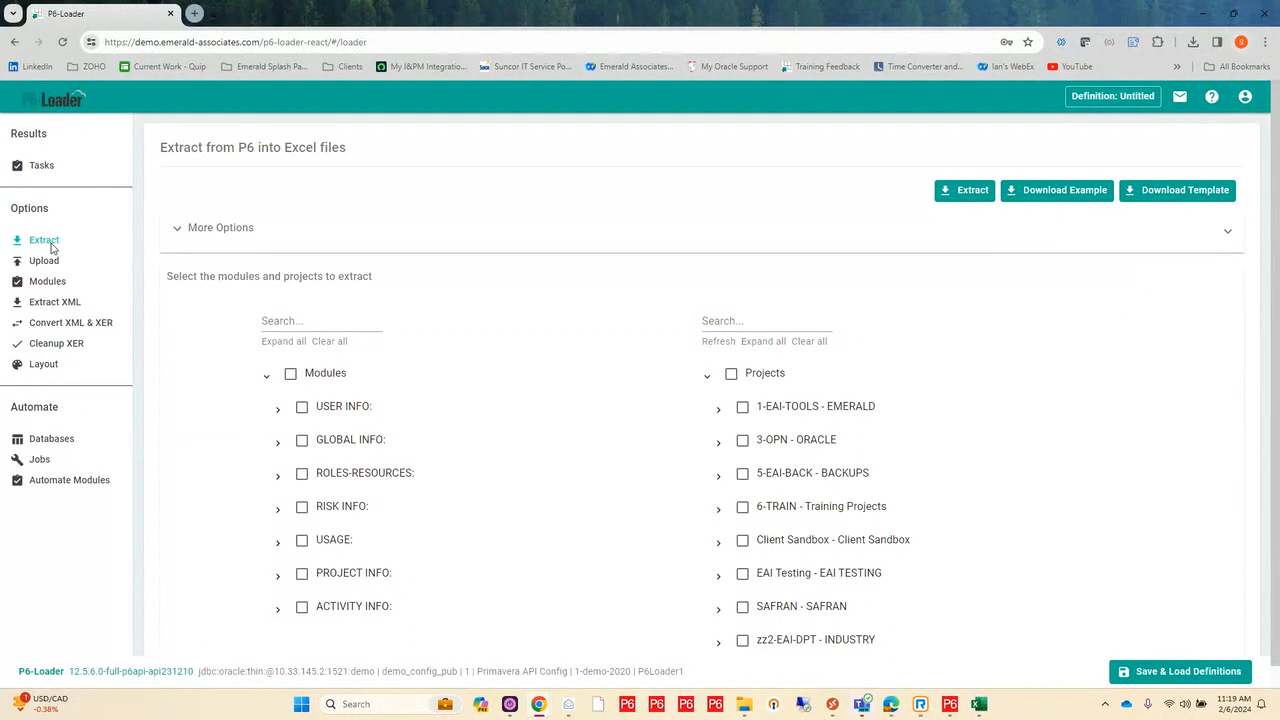 P6-Loader
https://demo.emerald-associates.com/p6-loader-react/#/loader
S
LinkedIn
ZOHO
Current Work - Quip
Emerald Splash Pa...
Clients
My I&PM Integratio...
Suncor IT Service Po...
Emerald Associates...
My Oracle Support
Training Feedback
Time Converter and...
Ian's WebEx
YouTube
All Bookmarks
P6-Loader
Definition: Untitled
Results
Tasks
Options
Extract
Upload
Modules
Extract XML
Convert XML & XER
Cleanup XER
Layout
Automate
Databases
Jobs
Automate Modules
Extract from P6 into Excel files
Extract
Download Example
Download Template
More Options
Select the modules and projects to extract
Search...
Expand all Clear all
Modules
USER INFO:
GLOBAL INFO:
ROLES-RESOURCES:
RISK INFO:
USAGE:
PROJECT INFO:
ACTIVITY INFO:
Search...
Refresh Expand all Clear all
Projects
1-EAI-TOOLS - EMERALD
3-OPN - ORACLE
5-EAI-BACK - BACKUPS
6-TRAIN - Training Projects
Client Sandbox - Client Sandbox
EAI Testing - EAI TESTING
SAFRAN - SAFRAN
zz2-EAI-DPT - INDUSTRY
P6-Loader 12.5.6.0-full-p6api-api231210 jdbc:oracle:thin:@10.33.145.2:1521:demo | demo_config_pub | 1 | Primavera API Config | 1-demo-2020 | P6Loader1
Save & Load Definitions
1
USD/CAD
-0.38%
Search
P6
P6
P6
P6
P6
11:19 AM
2/6/2024